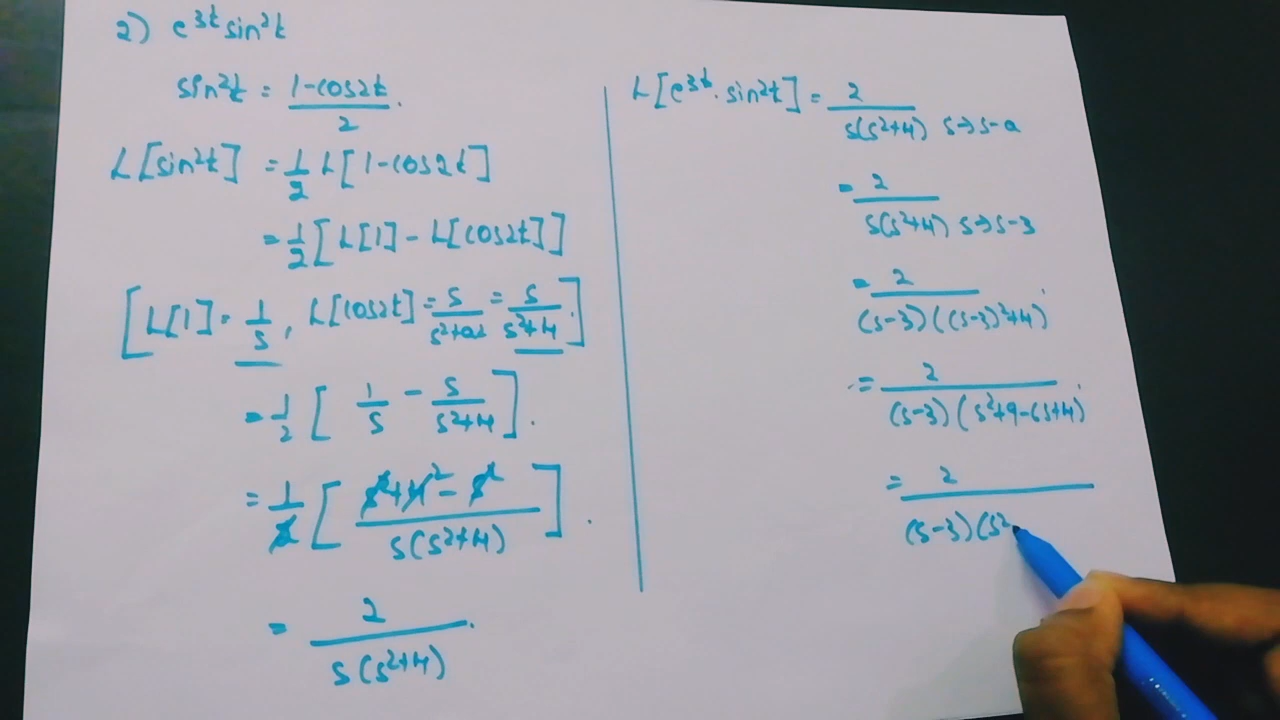 2) e³ᵗ sin²t
sin²t = (1-cos2t)/2.
L[sin²t] = 1/2 L[1-cos2t]
= 1/2 [L[1] - L[cos2t]]
[L[1] = 1/s, L[cos2t] = s/(s²+a²) = s/(s²+4).]
= 1/2 [1/s - s/(s²+4)].
= 1/2 [(s²+4² - s²)/(s(s²+4))].
= 2/(s(s²+4)).
L[e³ᵗ. sin²t] = 2/(s(s²+4)) s→s-a
= 2/(s(s²+4)) s→s-3
= 2/((s-3)((s-3)²+4))
= 2/((s-3)(s²+9-6s+4))
= 2/((s-3)(s²